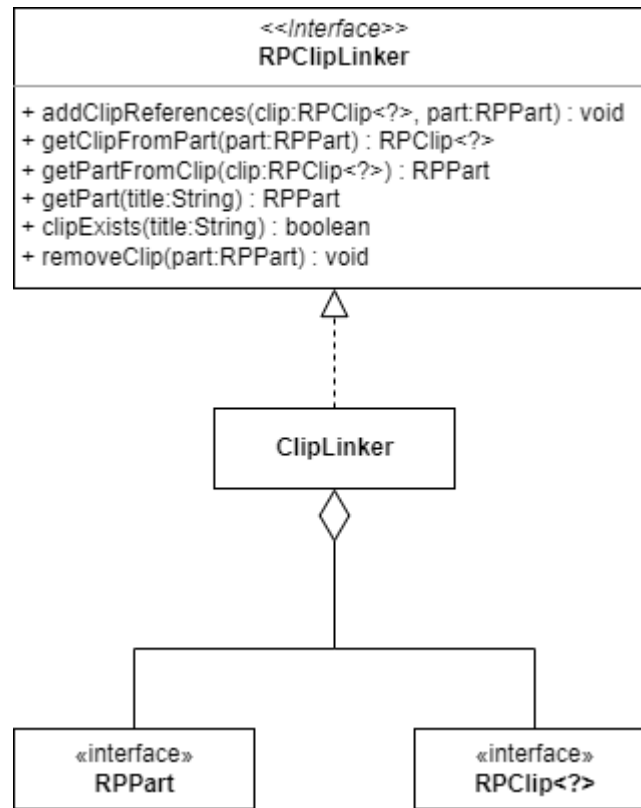 <<Interface>>
RPClipLinker
+ addClipReferences(clip:RPClip<?>, part:RPPart) : void
+ getClipFromPart(part:RPPart) : RPClip<?>
+ getPartFromClip(clip:RPClip<?>) : RPPart
+ getPart(title:String) : RPPart
+ clipExists(title:String) : boolean
+ removeClip(part:RPPart) : void
ClipLinker
«interface»
RPPart
«interface»
RPClip<?>